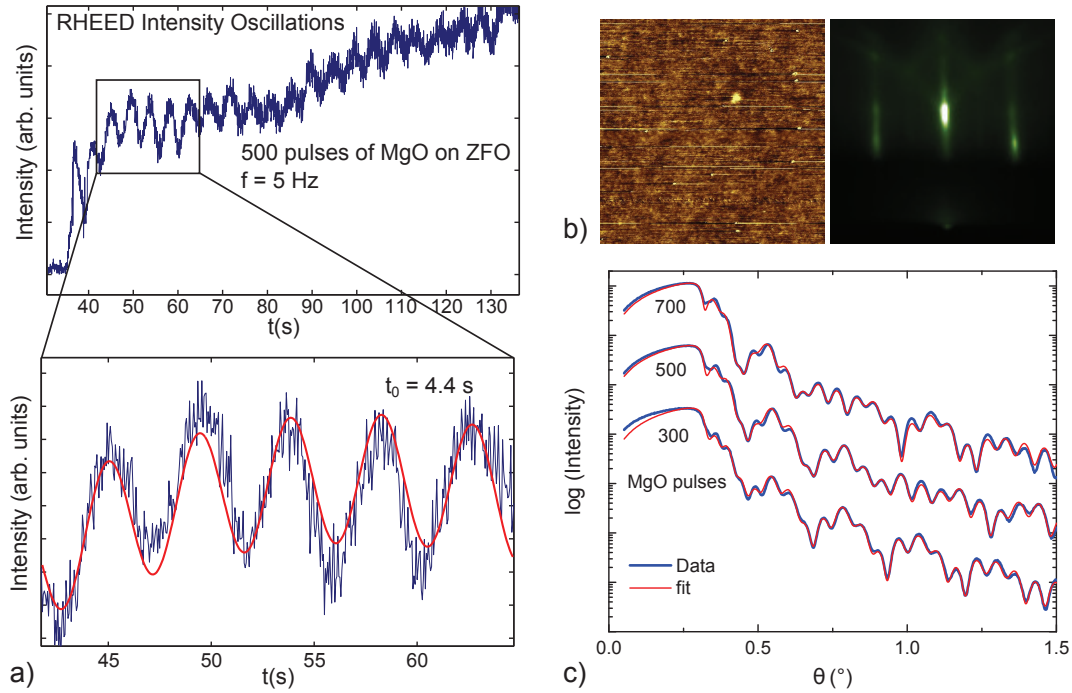 RHEED Intensity Oscillations
Intensity (arb. units)
500 pulses of MgO on ZFO
f = 5 Hz
40 50 60 70 80 90 100 110 120 130
t(s)
t₀ = 4.4 s
Intensity (arb. units)
45 50 55 60
t(s)
a)
b)
log (Intensity)
700
500
300
MgO pulses
Data
fit
0.0 0.5 1.0 1.5
θ (°)
c)